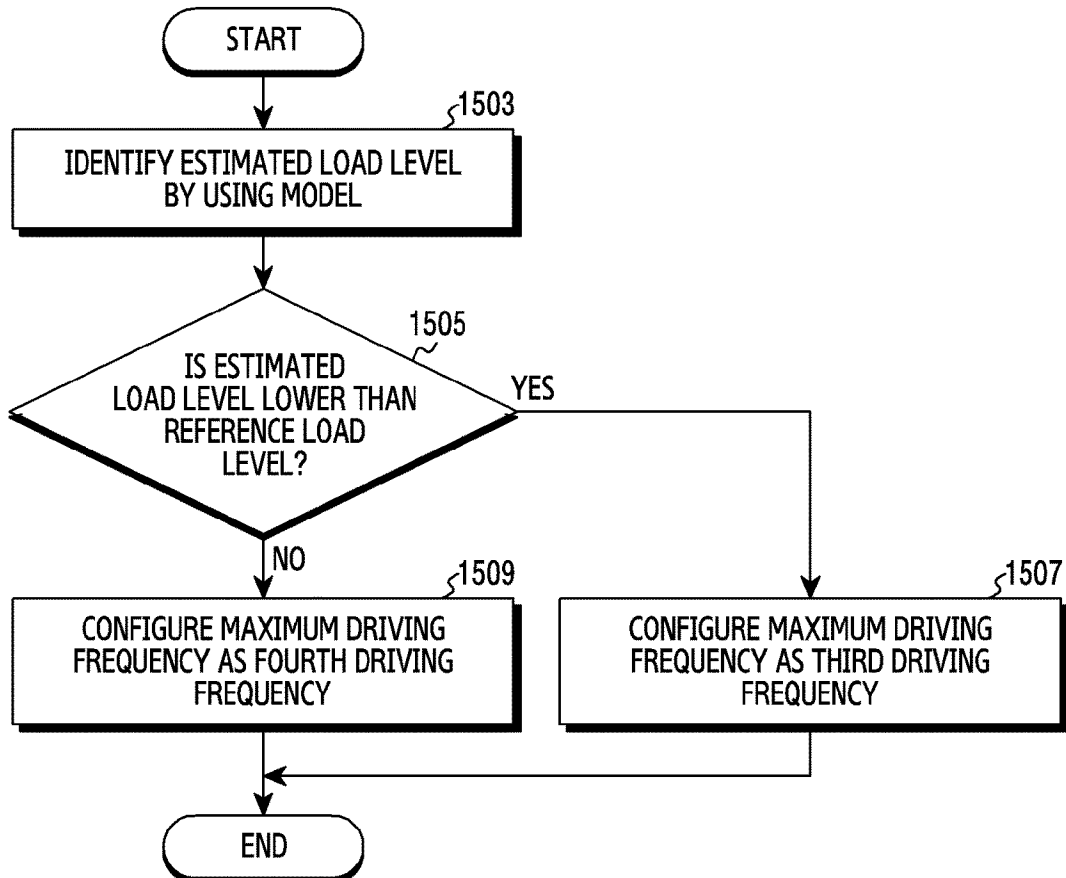 START
1503
IDENTIFY ESTIMATED LOAD LEVEL
BY USING MODEL
1505
IS ESTIMATED
LOAD LEVEL LOWER THAN
REFERENCE LOAD
LEVEL?
YES
NO
1509
CONFIGURE MAXIMUM DRIVING
FREQUENCY AS FOURTH DRIVING
FREQUENCY
1507
CONFIGURE MAXIMUM DRIVING
FREQUENCY AS THIRD DRIVING
FREQUENCY
END